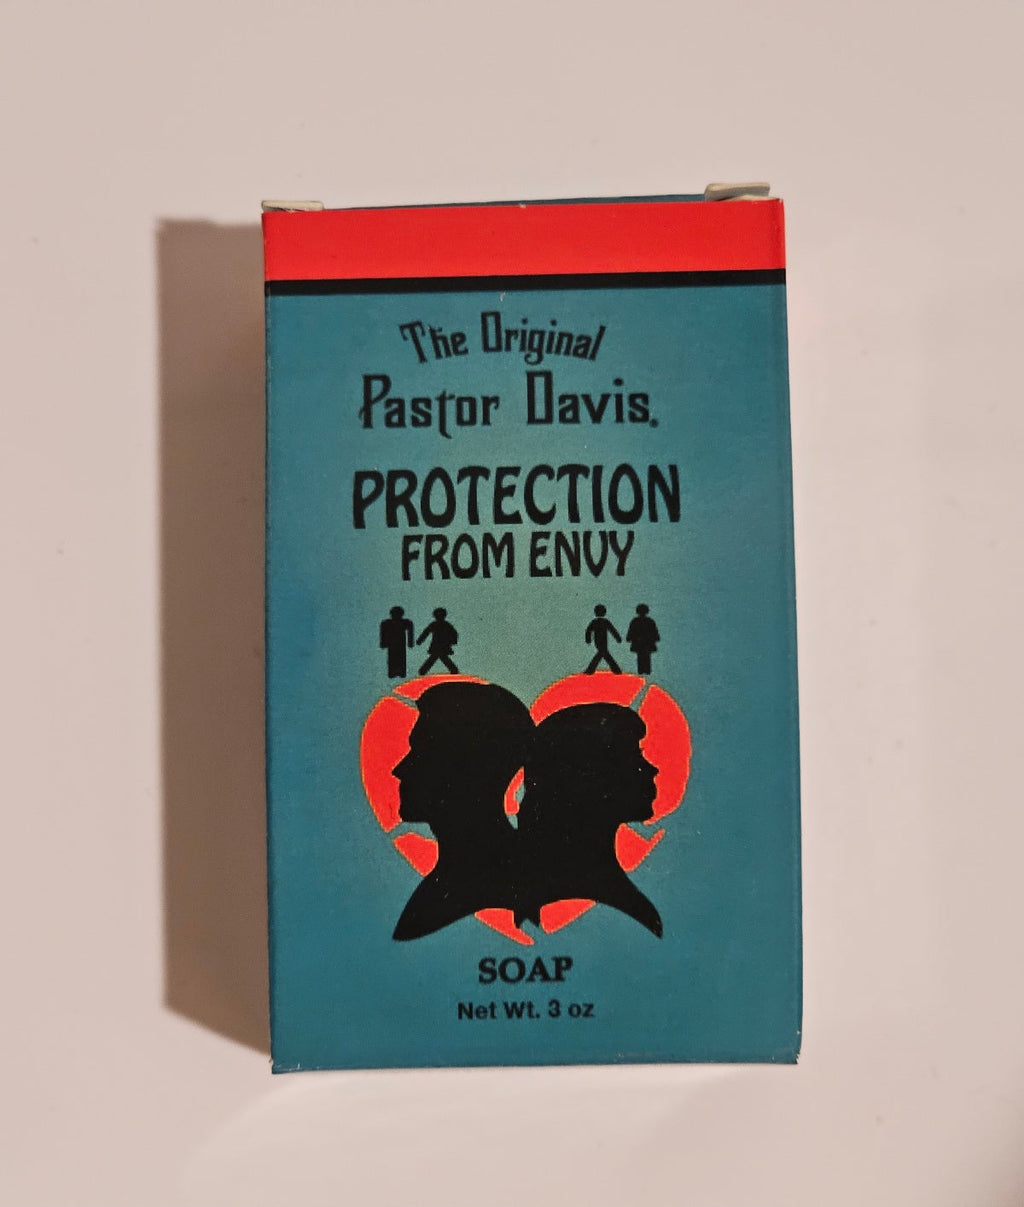 The Original
Pastor Davis.
PROTECTION
FROM ENVY
SOAP
Net Wt. 3 oz